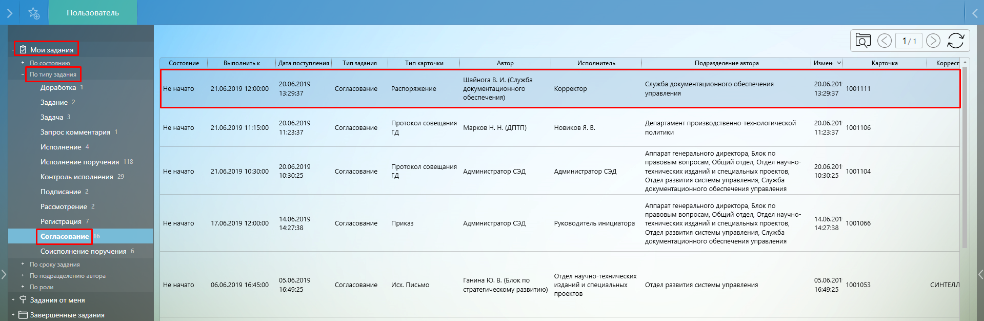 Пользователь
1 / 1
Мои задания
По состоянию
По типу задания
Доработка 1
Задание 2
Задача 3
Запрос комментария 1
Исполнение 4
Исполнение поручения 118
Контроль исполнения 29
Подписание 2
Рассмотрение 2
Регистрация 7
Согласование
Соисполнение поручения 6
По сроку задания
По подразделению автора
По роли
Задания от меня
Завершенные задания
Состояние Выполнить к Дата поступления Тип задания Тип карточки Автор Исполнитель Подразделение автора Измен Карточка Коррест
Не начато 21.06.2019 12:00:00 20.06.2019 13:29:37 Согласование Распоряжение Шайнога В. И. (Служба документационного обеспечения) Корректор Служба документационного обеспечения управления 20.06.201 13:29:37 1001111
Не начато 21.06.2019 11:15:00 20.06.2019 11:23:37 Согласование Протокол совещания ГД Марков Н. Н. (ДПТП) Новиков Я. В. Департамент производственно технологической политики 20.06.201 11:23:37 1001106
Не начато 21.06.2019 10:30:00 20.06.2019 10:30:25 Согласование Протокол совещания ГД Администратор СЭД Администратор СЭД Аппарат генерального директора, Блок по правовым вопросам, Общий отдел, Отдел научно-технических изданий и специальных проектов, Отдел развития системы управления, Служба документационного обеспечения управления 20.06.201 10:30:25 1001104
Не начато 17.06.2019 12:00:00 14.06.2019 14:27:38 Согласование Приказ Администратор СЭД Руководитель инициатора Аппарат генерального директора, Блок по правовым вопросам, Общий отдел, Отдел научно-технических изданий и специальных проектов, Отдел развития системы управления, Служба документационного обеспечения управления 14.06.201 14:27:38 1001066
Не начато 06.06.2019 16:45:00 05.06.2019 16:49:25 Согласование Исх. Письмо Ганина Ю. В. (Блок по стратегическому развитию) Отдел научно-технических изданий и специальных проектов Отдел развития системы управления 05.06.201 16:49:25 1001053 СИНТЕЛЛ